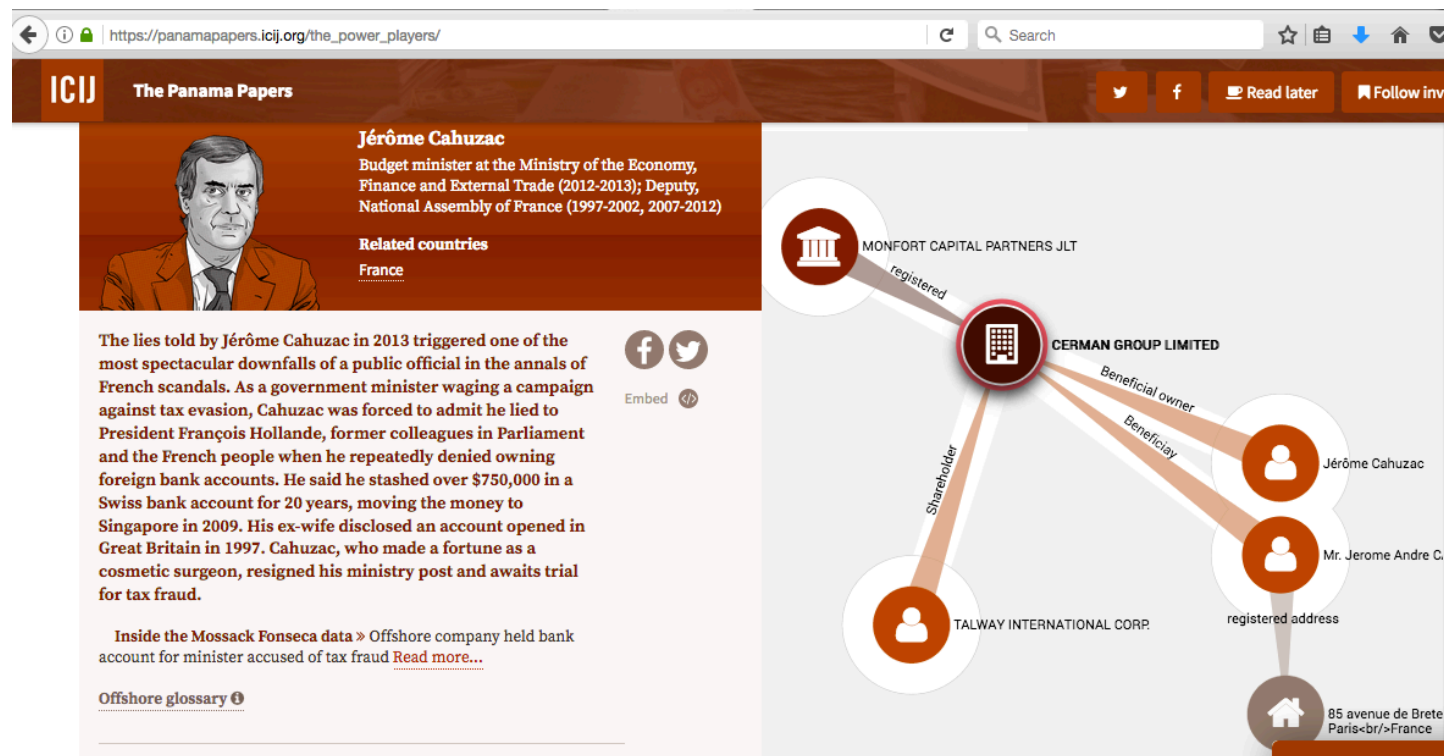 https://panamapapers.icij.org/the_power_players/
Search
ICIJ
The Panama Papers
Read later
Follow inv
Jérôme Cahuzac
Budget minister at the Ministry of the Economy,
Finance and External Trade (2012-2013); Deputy,
National Assembly of France (1997-2002, 2007-2012)
Related countries
France
The lies told by Jérôme Cahuzac in 2013 triggered one of the
most spectacular downfalls of a public official in the annals of
French scandals. As a government minister waging a campaign
against tax evasion, Cahuzac was forced to admit he lied to
President François Hollande, former colleagues in Parliament
and the French people when he repeatedly denied owning
foreign bank accounts. He said he stashed over $750,000 in a
Swiss bank account for 20 years, moving the money to
Singapore in 2009. His ex-wife disclosed an account opened in
Great Britain in 1997. Cahuzac, who made a fortune as a
cosmetic surgeon, resigned his ministry post and awaits trial
for tax fraud.
Embed
Inside the Mossack Fonseca data » Offshore company held bank
account for minister accused of tax fraud Read more...
Offshore glossary
MONFORT CAPITAL PARTNERS JLT
registered
CERMAN GROUP LIMITED
Beneficial owner
Beneficiay
Shareholder
Jérôme Cahuzac
Mr. Jerome Andre C
TALWAY INTERNATIONAL CORP.
registered address
85 avenue de Brete
Paris<br/>France